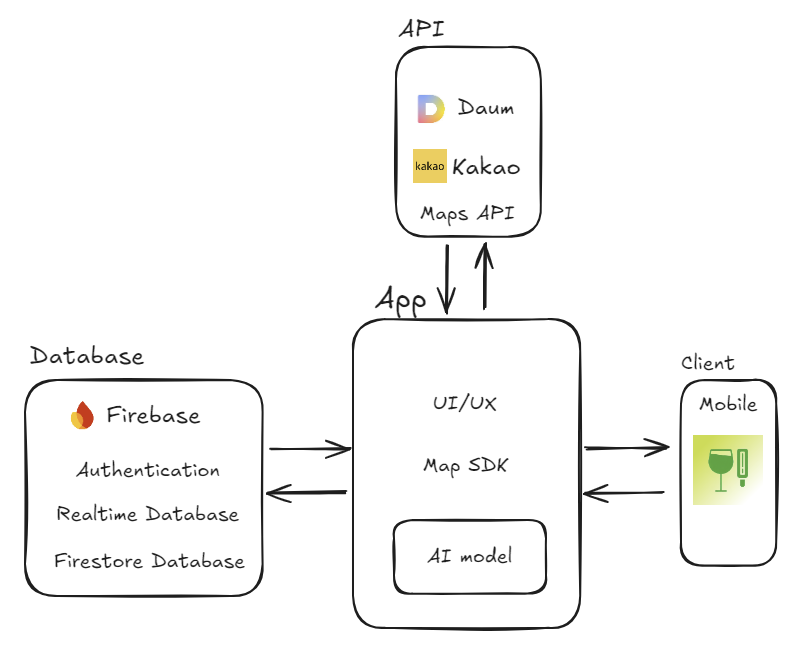 API
Daum
kakao Kakao
Maps API
App
UI/UX
Map SDK
AI model
Database
Firebase
Authentication
Realtime Database
Firestore Database
Client
Mobile